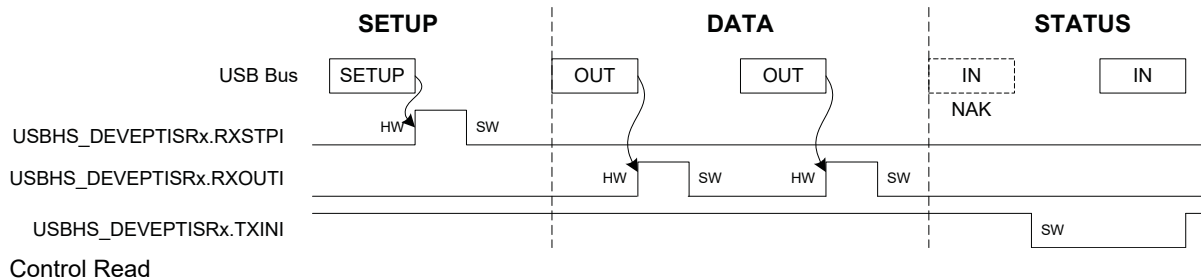 SETUP DATA STATUS
USB Bus SETUP OUT OUT IN IN
NAK
USBHS_DEVEPTISRx.RXSTPI HW SW
USBHS_DEVEPTISRx.RXOUTI HW SW HW SW
USBHS_DEVEPTISRx.TXINI SW
Control Read